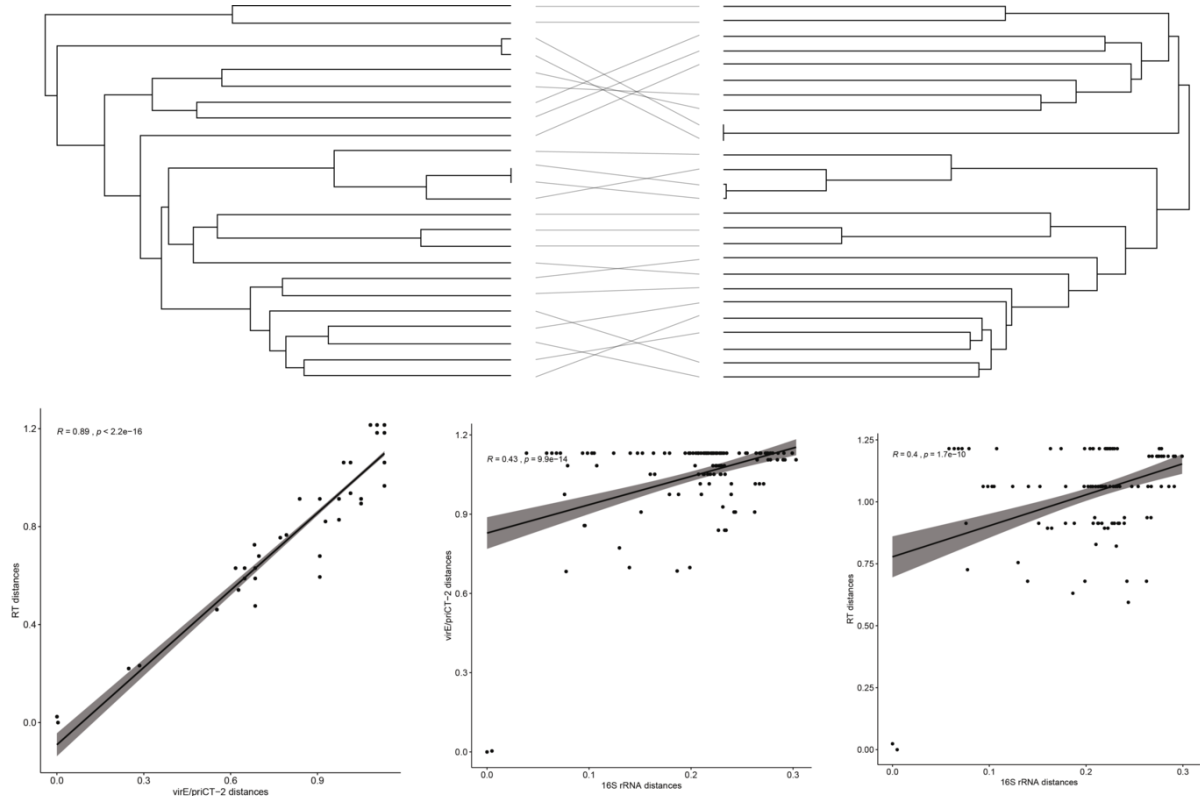 1.2
0.8
0.4
0.0
RT distances
R = 0.89 , p < 2.2e−16
0.0 0.3 0.6 0.9
virE/priCT−2 distances
1.2
0.9
0.6
0.3
0.0
virE/priCT−2 distances
R = 0.43 , p = 9.9e−14
0.0 0.1 0.2 0.3
16S rRNA distances
1.25
1.00
0.75
0.50
0.25
0.00
RT distances
R = 0.4 , p = 1.7e−10
0.0 0.1 0.2 0.3
16S rRNA distances